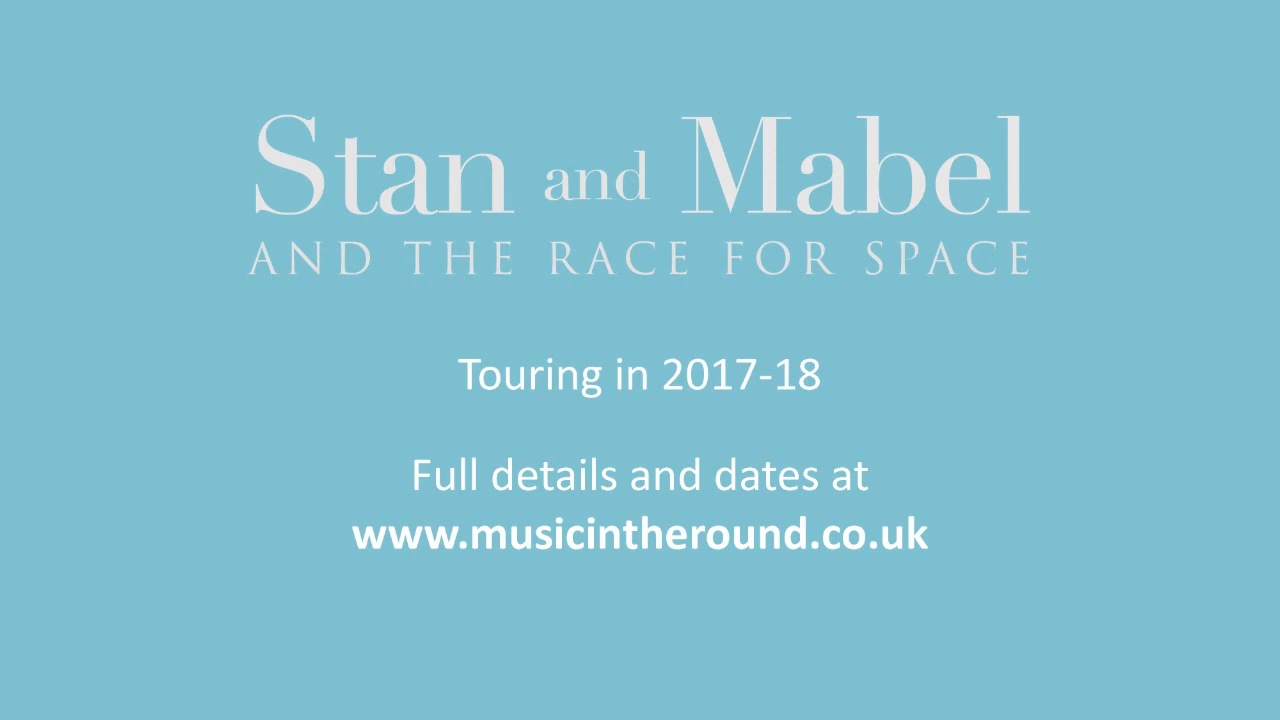 Stan and Mabel
AND THE RACE FOR SPACE
Touring in 2017-18
Full details and dates at
www.musicintheround.co.uk